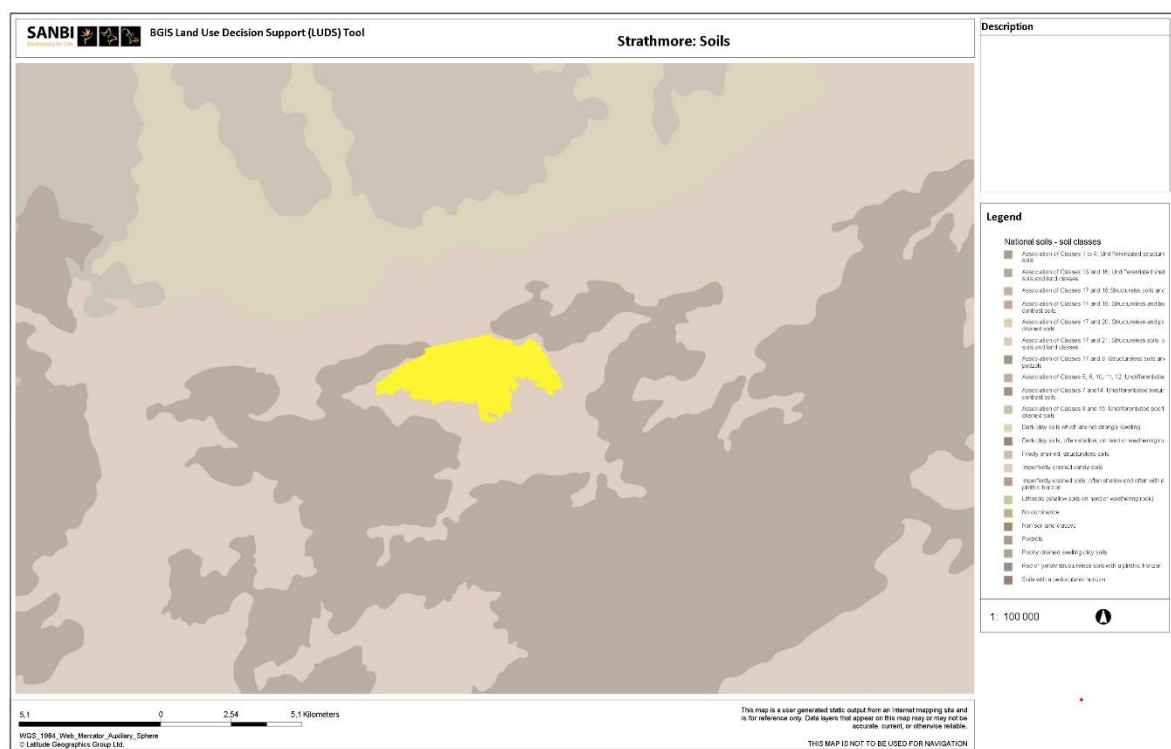 SANBI
Biodiversity for Life
BGIS Land Use Decision Support (LUDS) Tool
Strathmore: Soils
Description
Legend
National soils - soil classes
Association of Classes 1 to 4: Undifferentiated structure
soils
Association of Classes 13 and 16: Undifferentiated
soils and land classes
Association of Classes 17 and 18: Structureless soils and
Association of Classes 17 and 19: Structureless and
contrast soils
Association of Classes 17 and 20: Structureless and
drained soils
Association of Classes 17 and 21: Structureless soils
soils and land classes
Association of Classes 17 and 9: Structureless soils and
podzols
Association of Classes 5, 6, 10, 11, 12: Undifferentiated
Association of Classes 7 and 14: Undifferentiated
contrast soils
Association of Classes 8 and 15: Undifferentiated
drained soils
Dark clay soils which are not strongly swelling
Dark clay soils, often shallow, on hard or weathering
Freely drained, structureless soils
Imperfectly drained sandy soils
Imperfectly drained soils, often shallow and often with a
plinthic horizon
Lithosols (shallow soils on hard or weathering rock)
No dominance
Non soil land classes
Podzols
Poorly drained swelling clay soils
Red or yellow structureless soils with a plinthic horizon
Soils with a pedocutanic horizon
1: 100 000
5,1 0 2,54 5,1 Kilometers
WGS_1984_Web_Mercator_Auxiliary_Sphere
© Latitude Geographics Group Ltd.
This map is a user generated static output from an Internet mapping site and
is for reference only. Data layers that appear on this map may or may not be
accurate, current, or otherwise reliable.
THIS MAP IS NOT TO BE USED FOR NAVIGATION